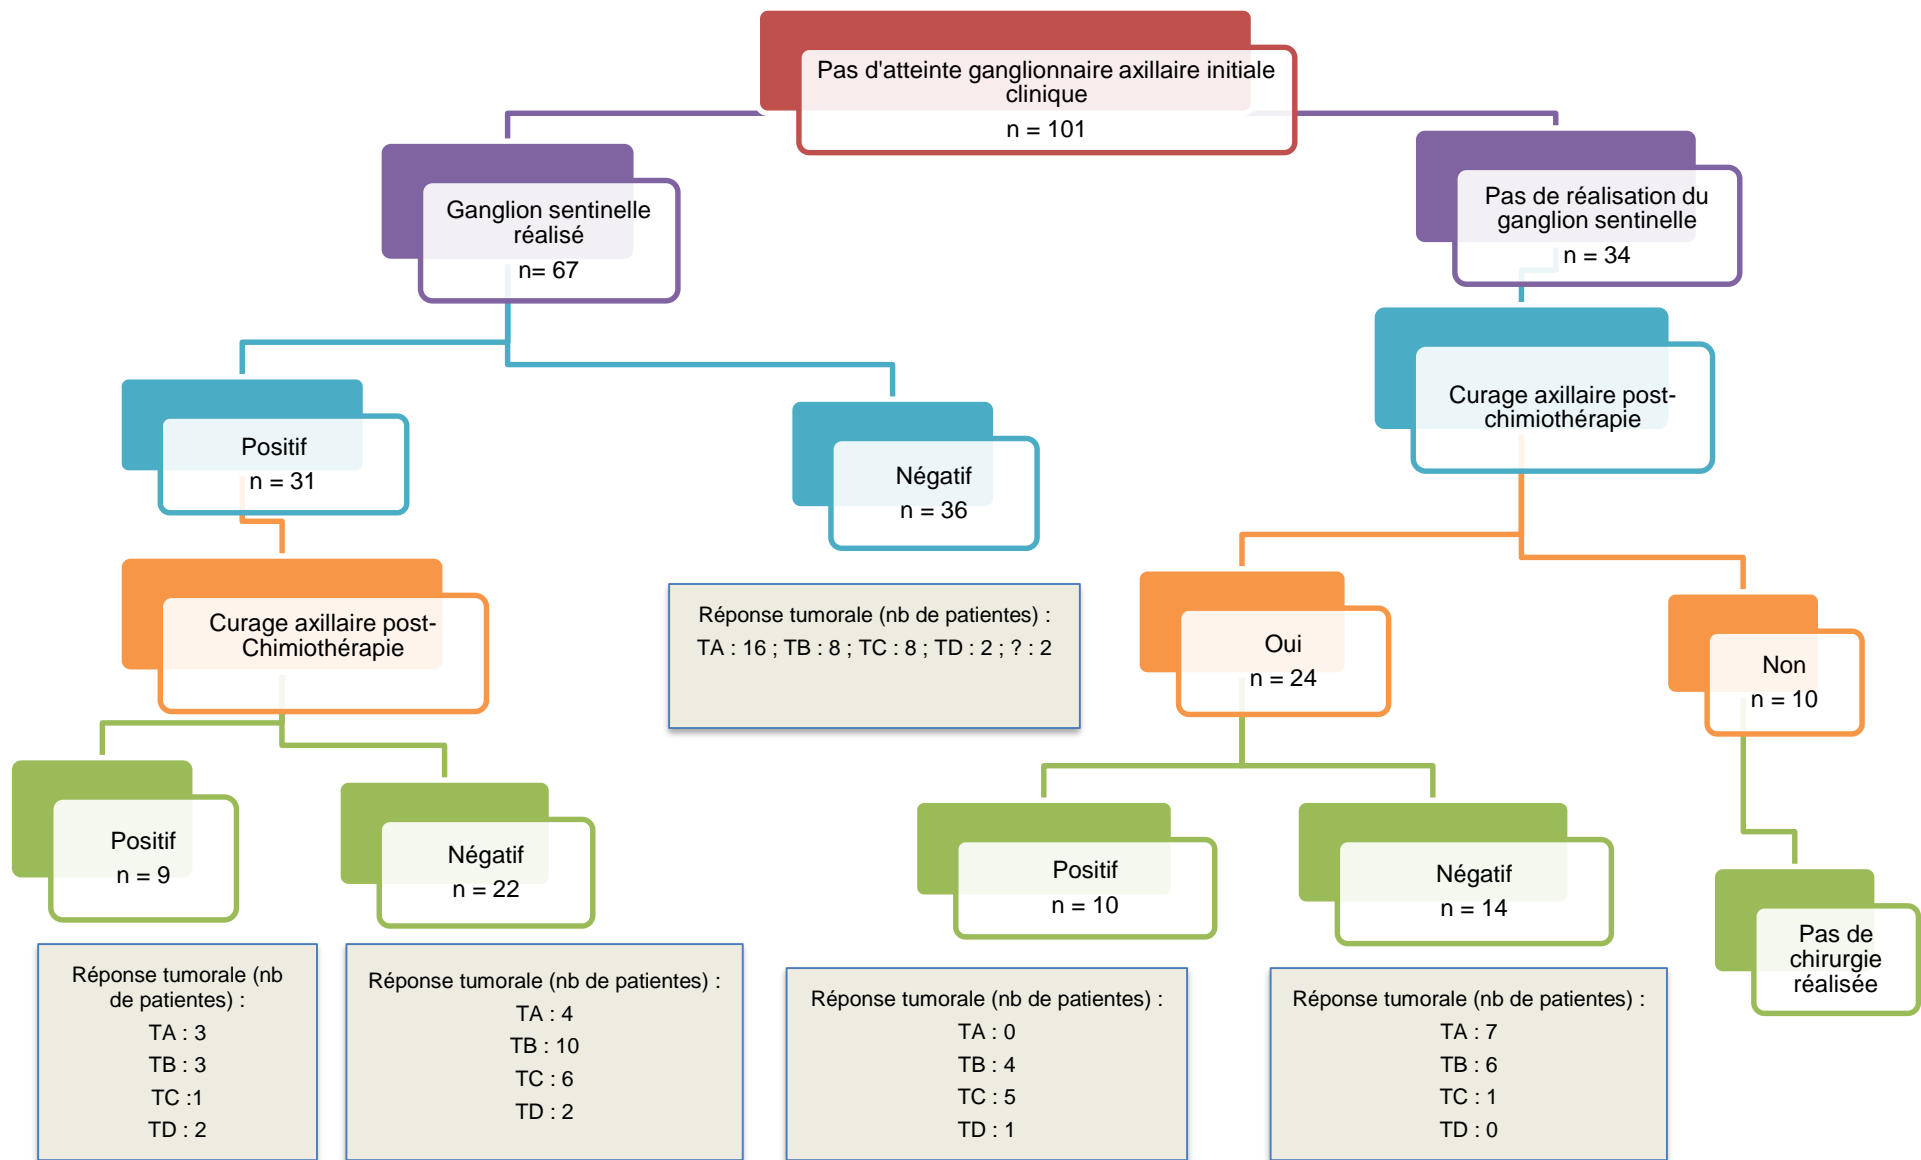 Pas d'atteinte ganglionnaire axillaire initiale
clinique
n = 101
Ganglion sentinelle
réalisé
n= 67
Pas de réalisation du
ganglion sentinelle
n = 34
Positif
n = 31
Négatif
n = 36
Curage axillaire post-
chimiothérapie
Curage axillaire post-
Chimiothérapie
Réponse tumorale (nb de patientes) :
TA : 16 ; TB : 8 ; TC : 8 ; TD : 2 ; ? : 2
Oui
n = 24
Non
n = 10
Positif
n = 9
Négatif
n = 22
Positif
n = 10
Négatif
n = 14
Pas de
chirurgie
réalisée
Réponse tumorale (nb
de patientes) :
TA : 3
TB : 3
TC :1
TD : 2
Réponse tumorale (nb de patientes) :
TA : 4
TB : 10
TC : 6
TD : 2
Réponse tumorale (nb de patientes) :
TA : 0
TB : 4
TC : 5
TD : 1
Réponse tumorale (nb de patientes) :
TA : 7
TB : 6
TC : 1
TD : 0